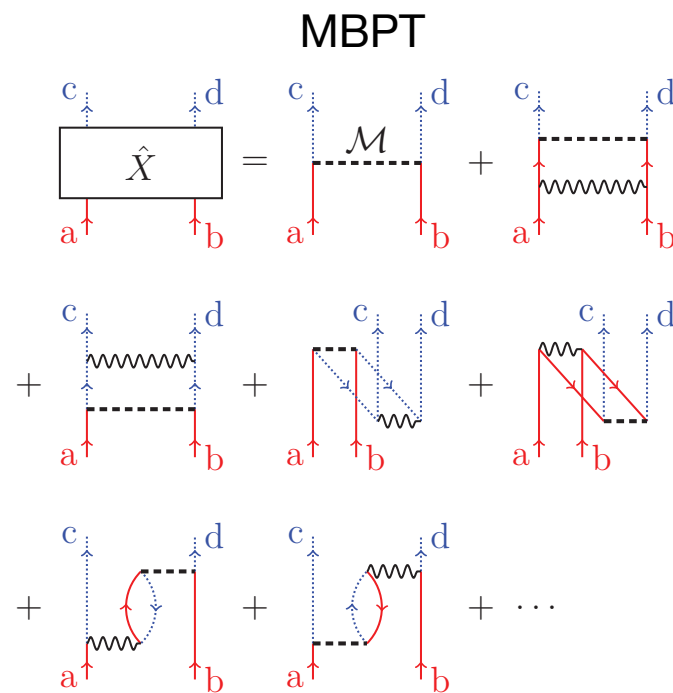 MBPT
c d c d c d
X̂ = ℳ +
a b a b a b
c d c d c d
+ + +
a b a b a b
c d c d
+ + + ···
a b a b